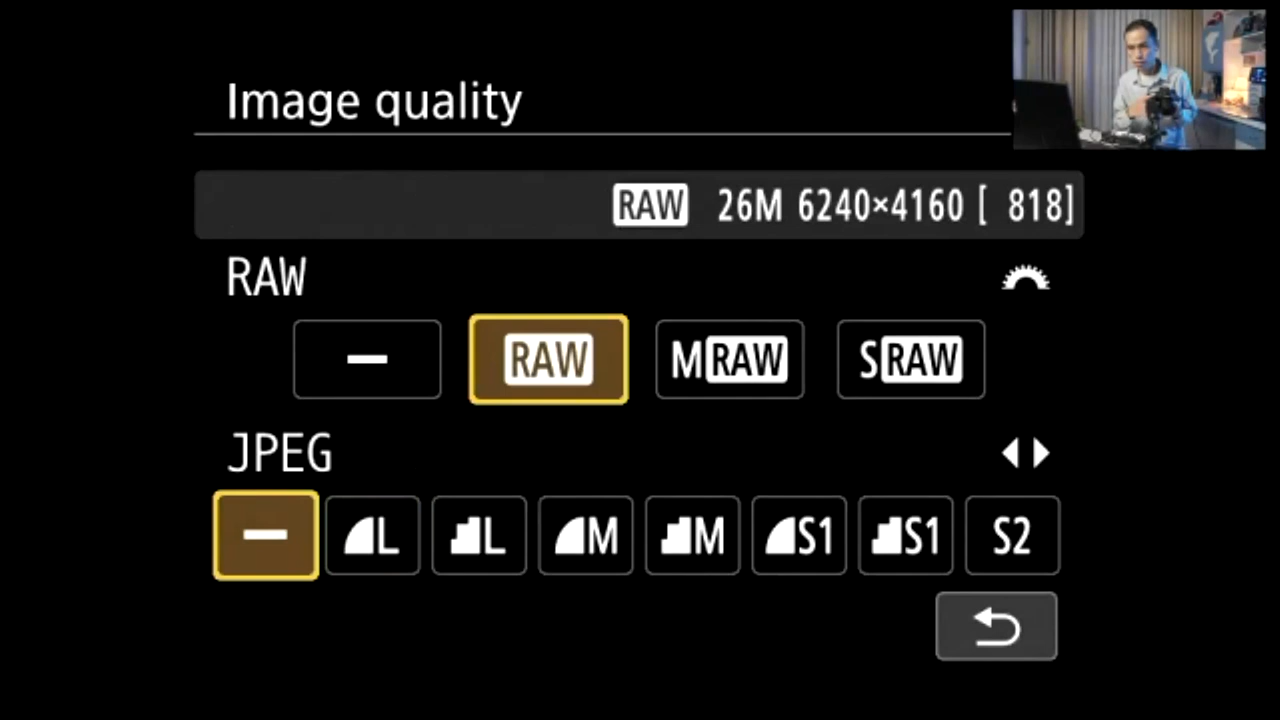 Image quality
RAW 26M 6240×4160 [ 818]
RAW
RAW MRAW SRAW
JPEG
L L M M S1 S1 S2